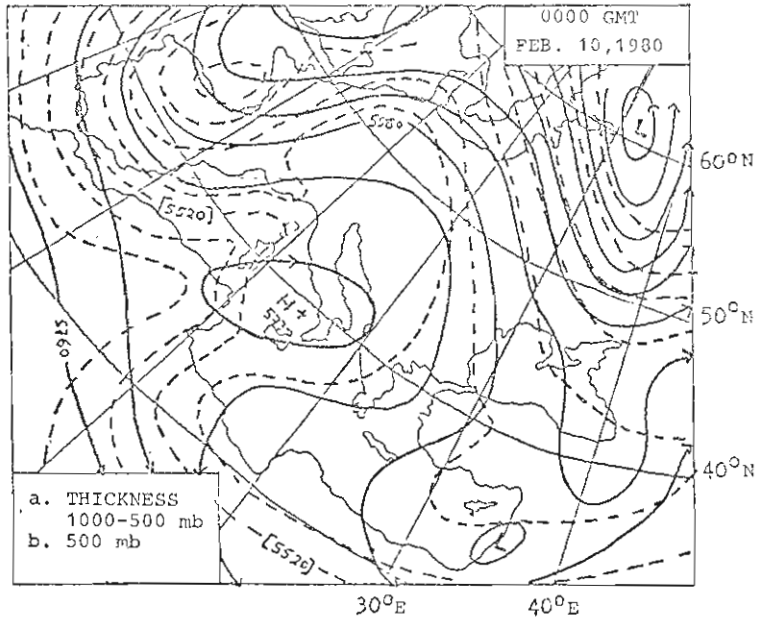 0000 GMT
FEB. 10,1980
5580
L
60°N
[5520]
H+
50°N
5760
40°N
a. THICKNESS
1000-500 mb
b. 500 mb
[5520]
L
30°E
40°E